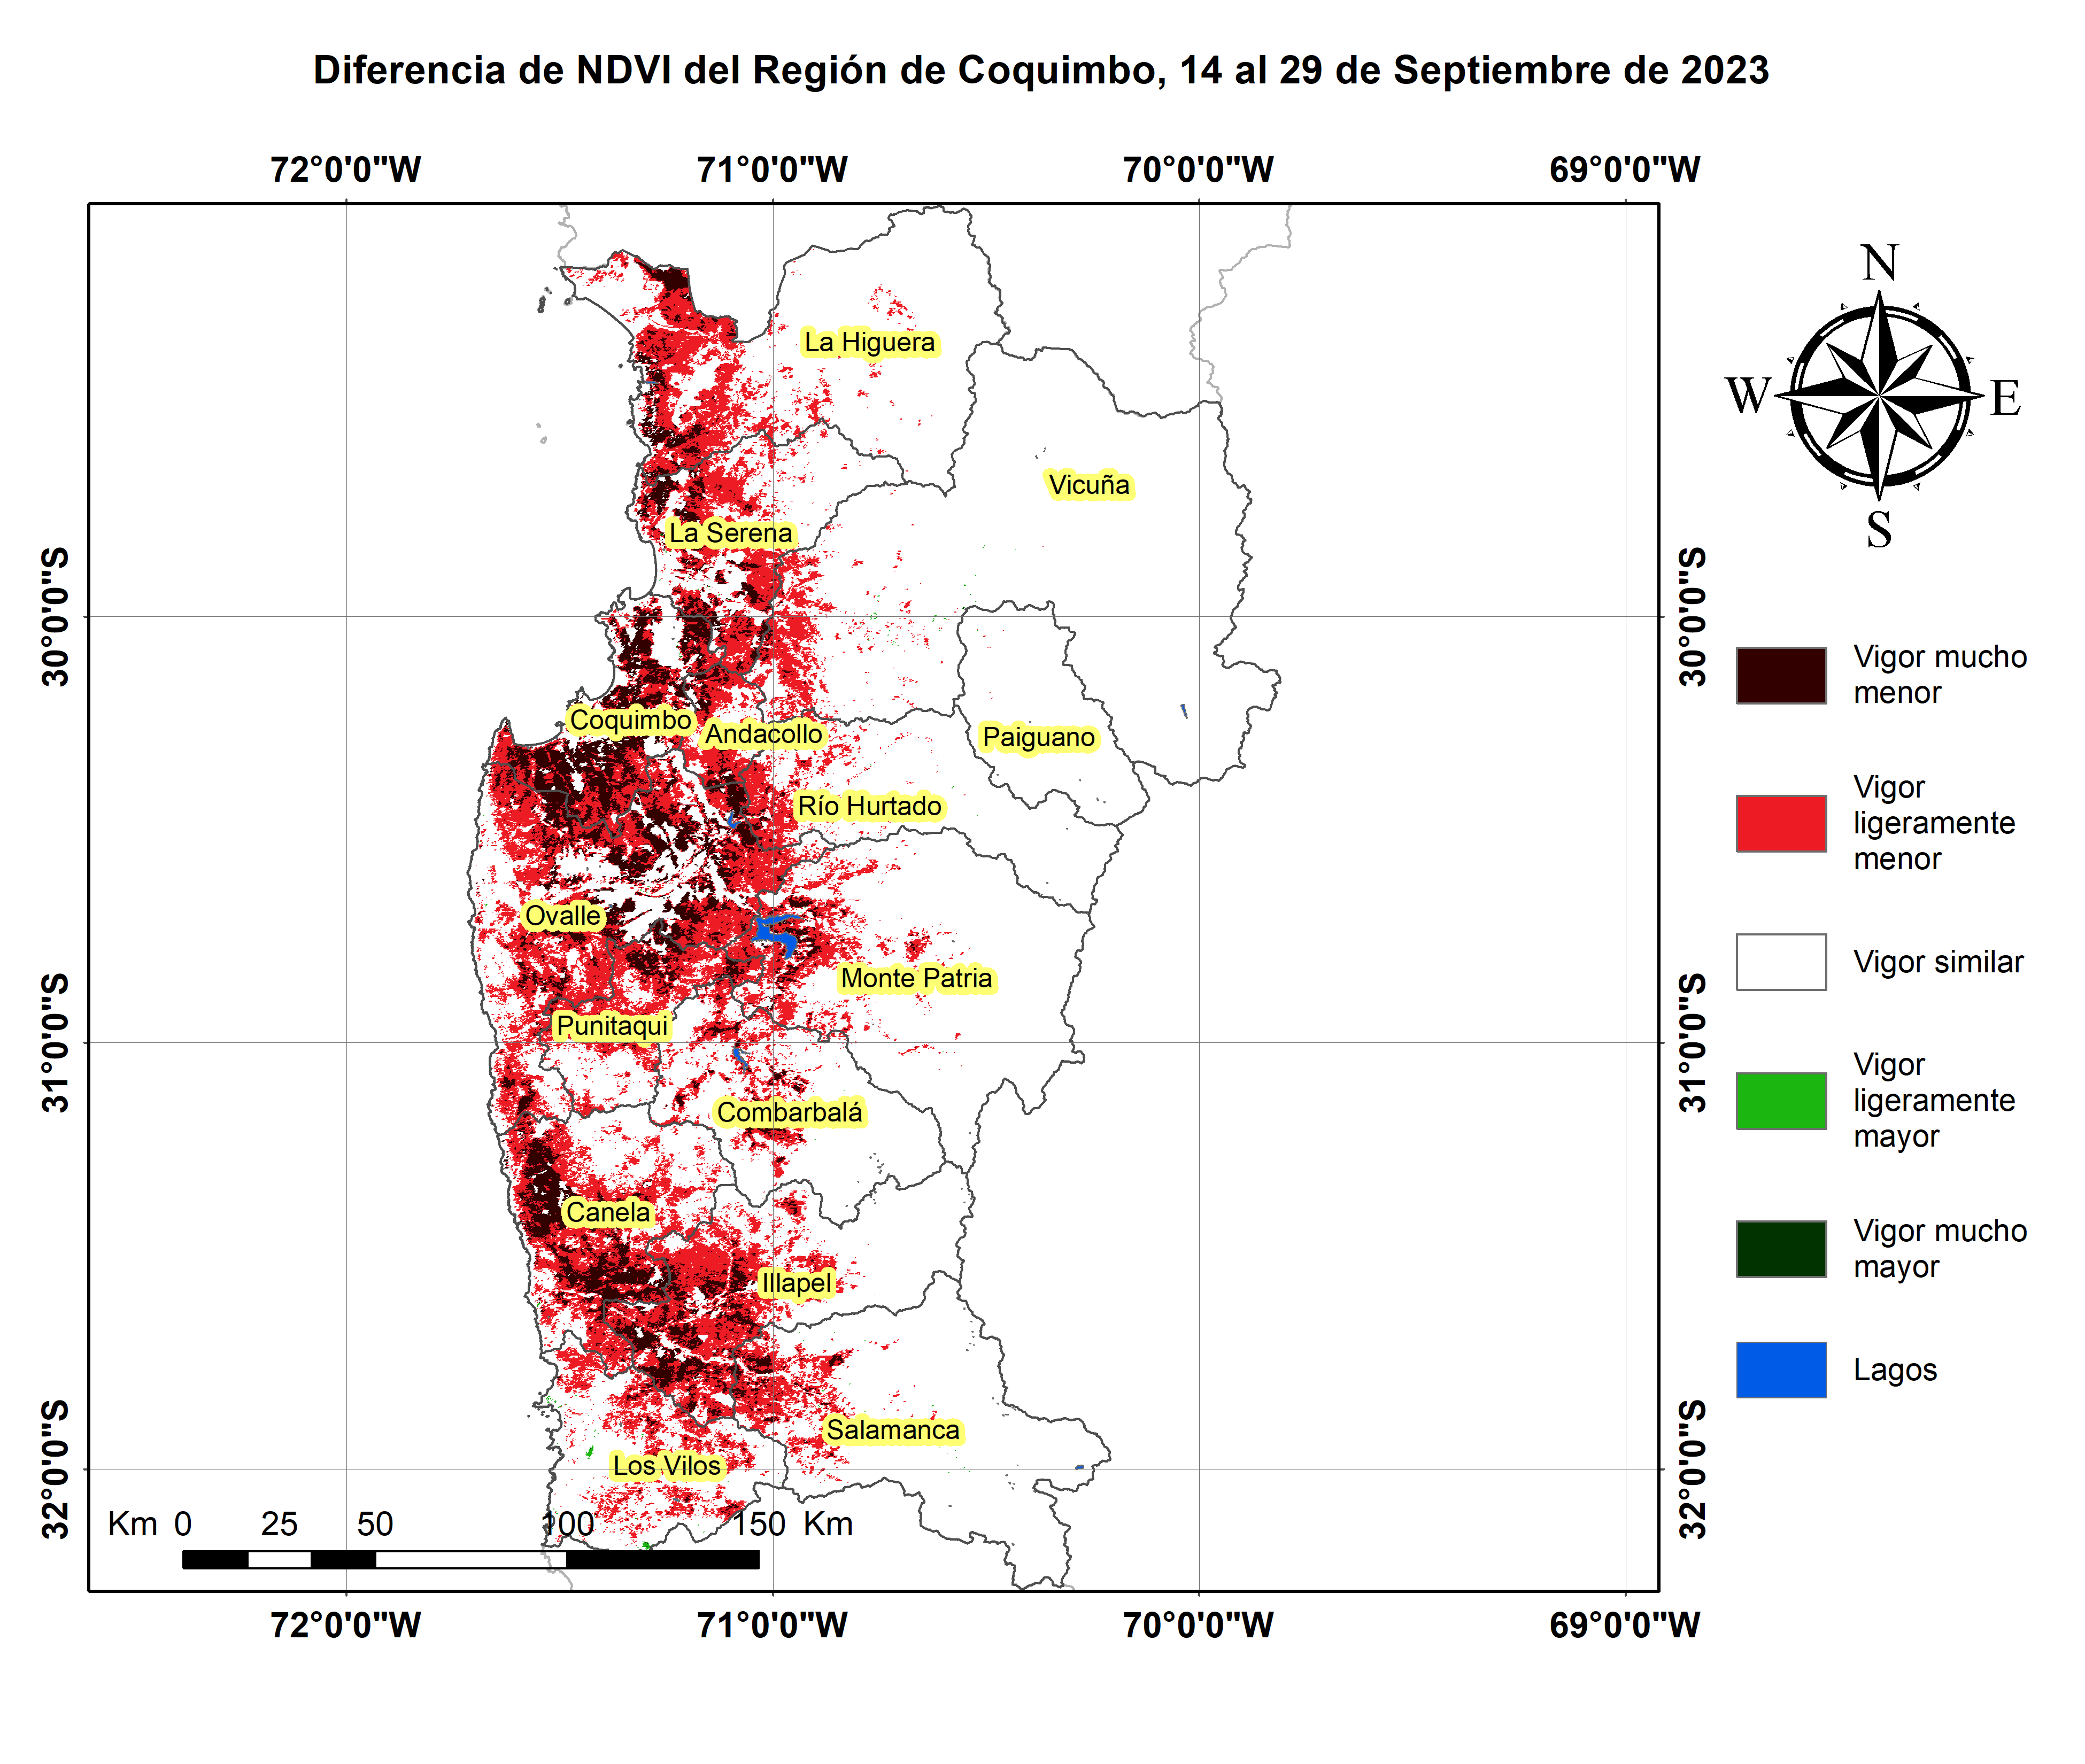 Diferencia de NDVI del Región de Coquimbo, 14 al 29 de Septiembre de 2023
72°0'0"W 71°0'0"W 70°0'0"W 69°0'0"W
N
W E
S
La Higuera
Vicuña
La Serena
30°0'0"S 30°0'0"S
Coquimbo
Andacollo
Paiguano
Río Hurtado
Ovalle
Monte Patria
Punitaqui
31°0'0"S 31°0'0"S
Combarbalá
Canela
Illapel
Salamanca
Los Vilos
32°0'0"S 32°0'0"S
Km 0 25 50 100 150 Km
72°0'0"W 71°0'0"W 70°0'0"W 69°0'0"W
Vigor mucho
menor
Vigor
ligeramente
menor
Vigor similar
Vigor
ligeramente
mayor
Vigor mucho
mayor
Lagos